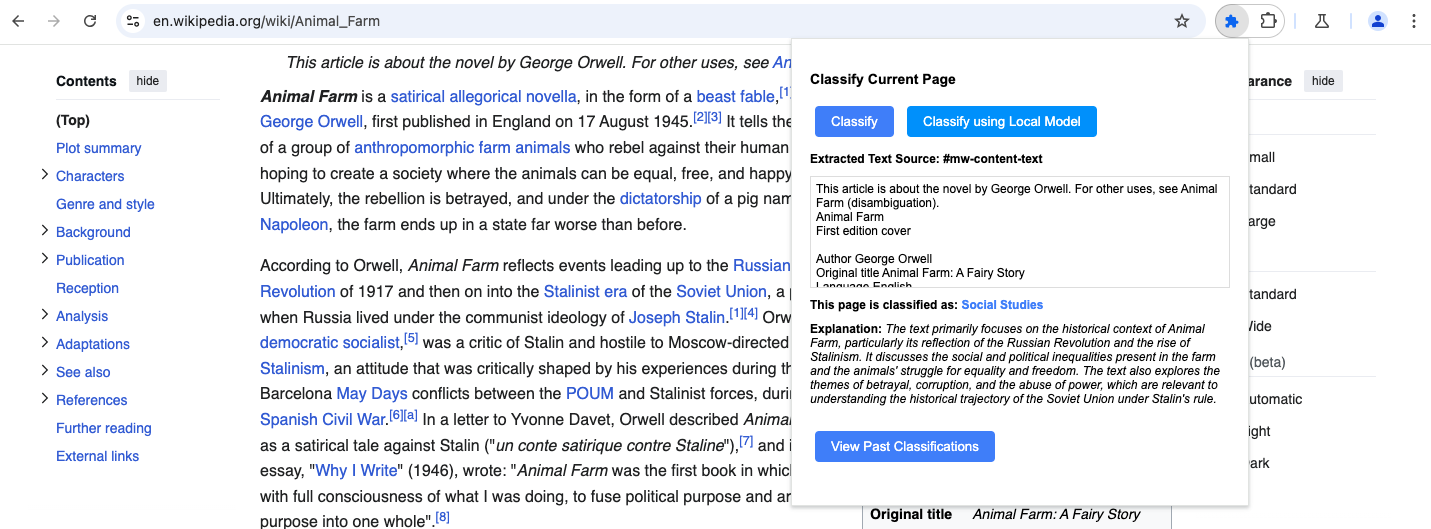 en.wikipedia.org/wiki/Animal_Farm
Contents hide
(Top)
Plot summary
Characters
Genre and style
Background
Publication
Reception
Analysis
Adaptations
See also
References
Further reading
External links
This article is about the novel by George Orwell. For other uses, see An
Animal Farm is a satirical allegorical novella, in the form of a beast fable,[1]
George Orwell, first published in England on 17 August 1945.[2][3] It tells the
of a group of anthropomorphic farm animals who rebel against their human
hoping to create a society where the animals can be equal, free, and happy
Ultimately, the rebellion is betrayed, and under the dictatorship of a pig nam
Napoleon, the farm ends up in a state far worse than before.
According to Orwell, Animal Farm reflects events leading up to the Russian
Revolution of 1917 and then on into the Stalinist era of the Soviet Union, a
when Russia lived under the communist ideology of Joseph Stalin.[1][4] Orw
democratic socialist,[5] was a critic of Stalin and hostile to Moscow-directed
Stalinism, an attitude that was critically shaped by his experiences during th
Barcelona May Days conflicts between the POUM and Stalinist forces, duri
Spanish Civil War.[6][a] In a letter to Yvonne Davet, Orwell described Animal
as a satirical tale against Stalin ("un conte satirique contre Staline"),[7] and i
essay, "Why I Write" (1946), wrote: "Animal Farm was the first book in which
with full consciousness of what I was doing, to fuse political purpose and ar
purpose into one whole".[8]
Classify Current Page
Classify Classify using Local Model
Extracted Text Source: #mw-content-text
This article is about the novel by George Orwell. For other uses, see Animal
Farm (disambiguation).
Animal Farm
First edition cover
Author George Orwell
Original title Animal Farm: A Fairy Story
Language English
This page is classified as: Social Studies
Explanation: The text primarily focuses on the historical context of Animal
Farm, particularly its reflection of the Russian Revolution and the rise of
Stalinism. It discusses the social and political inequalities present in the farm
and the animals' struggle for equality and freedom. The text also explores the
themes of betrayal, corruption, and the abuse of power, which are relevant to
understanding the historical trajectory of the Soviet Union under Stalin's rule.
View Past Classifications
arance hide
mall
tandard
arge
tandard
Vide
(beta)
utomatic
ight
ark
Original title Animal Farm: A Fairy Story